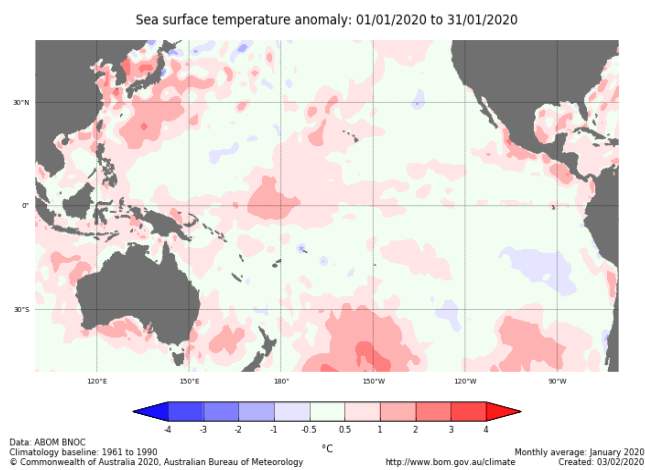 Sea surface temperature anomaly: 01/01/2020 to 31/01/2020
30°N
0°
30°S
120°E 150°E 180° 150°W 120°W 90°W
-4 -3 -2 -1 -0.5 0.5 1 2 3 4
°C
Data: ABOM BNOC
Climatology baseline: 1961 to 1990 Monthly average: January 2020
© Commonwealth of Australia 2020, Australian Bureau of Meteorology http://www.bom.gov.au/climate Created: 03/02/2020